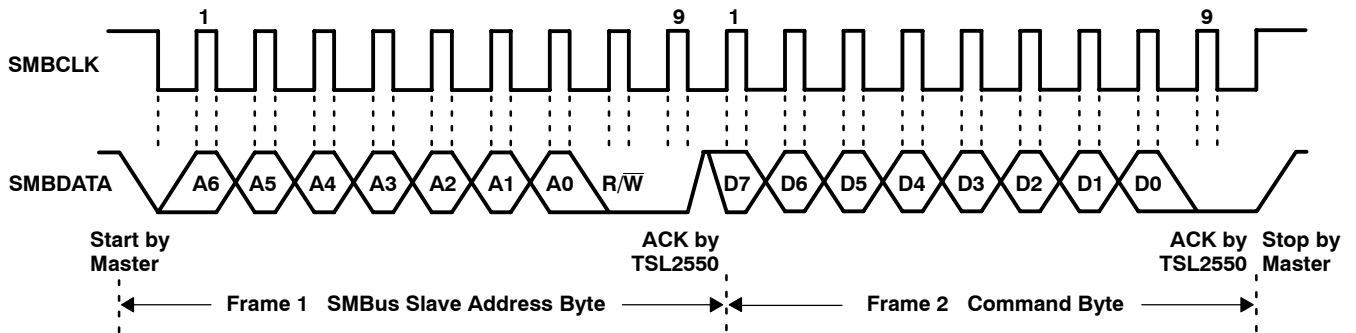 1 9 1 9
SMBCLK
SMBDATA A6 A5 A4 A3 A2 A1 A0 R/W̅ D7 D6 D5 D4 D3 D2 D1 D0
Start by Master
ACK by TSL2550
ACK by TSL2550
Stop by Master
Frame 1 SMBus Slave Address Byte
Frame 2 Command Byte